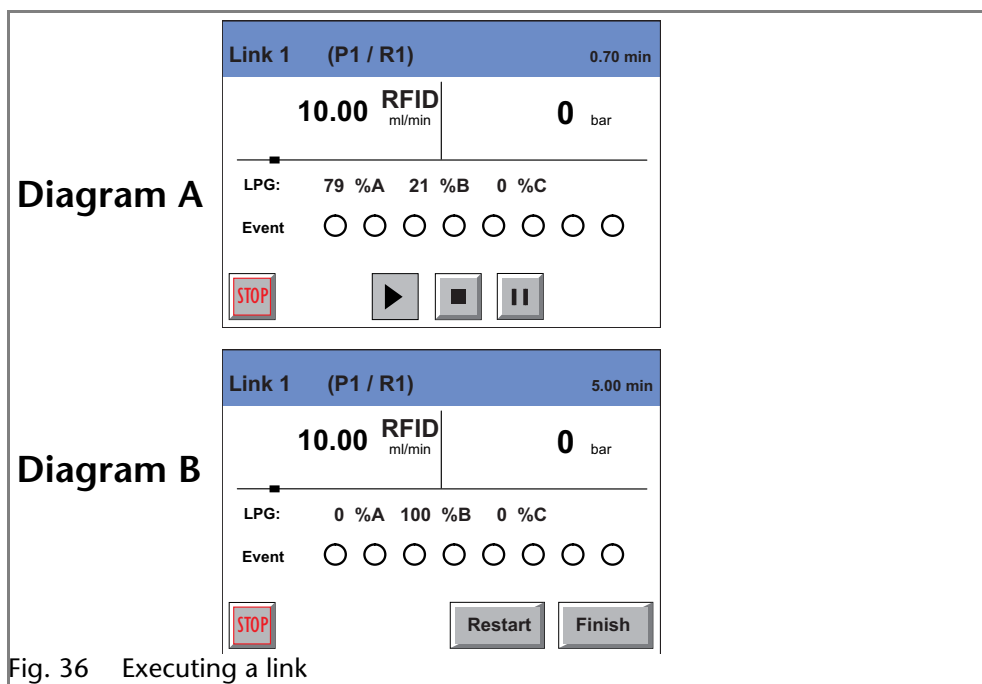 Link 1 (P1 / R1) 0.70 min
10.00 RFID ml/min 0 bar
Diagram A
LPG: 79 %A 21 %B 0 %C
Event
STOP
Link 1 (P1 / R1) 5.00 min
10.00 RFID ml/min 0 bar
Diagram B
LPG: 0 %A 100 %B 0 %C
Event
STOP Restart Finish
Fig. 36 Executing a link